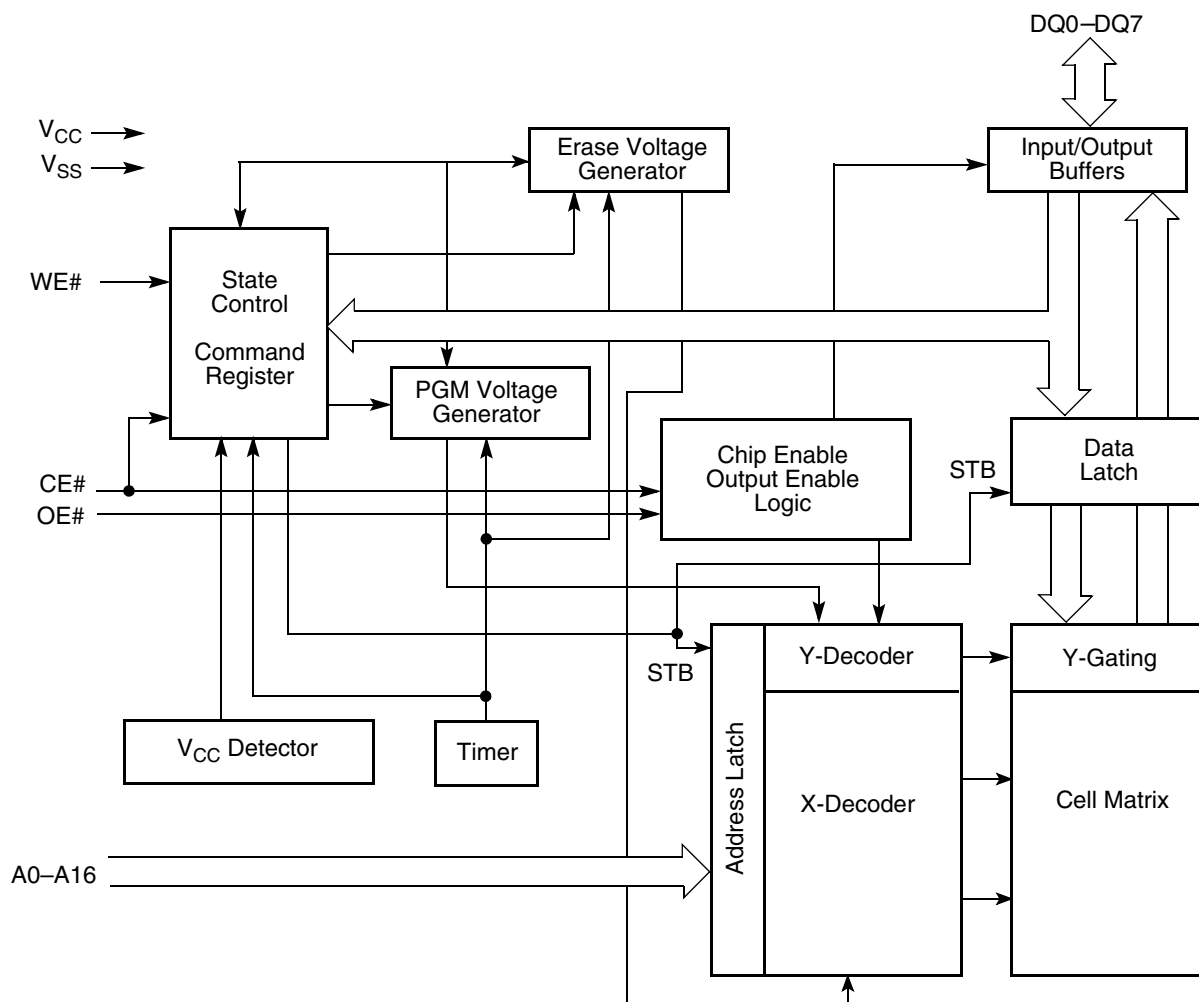 DQ0–DQ7
VCC
VSS
Erase Voltage
Generator
Input/Output
Buffers
WE#
State
Control
Command
Register
PGM Voltage
Generator
Chip Enable
Output Enable
Logic
STB
Data
Latch
CE#
OE#
STB
Y-Decoder
Y-Gating
VCC Detector
Timer
Address Latch
X-Decoder
Cell Matrix
A0–A16